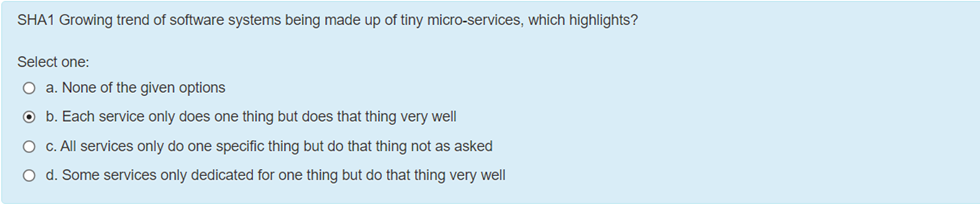 SHA1 Growing trend of software systems being made up of tiny micro-services, which highlights?
Select one:
a. None of the given options
b. Each service only does one thing but does that thing very well
c. All services only do one specific thing but do that thing not as asked
d. Some services only dedicated for one thing but do that thing very well